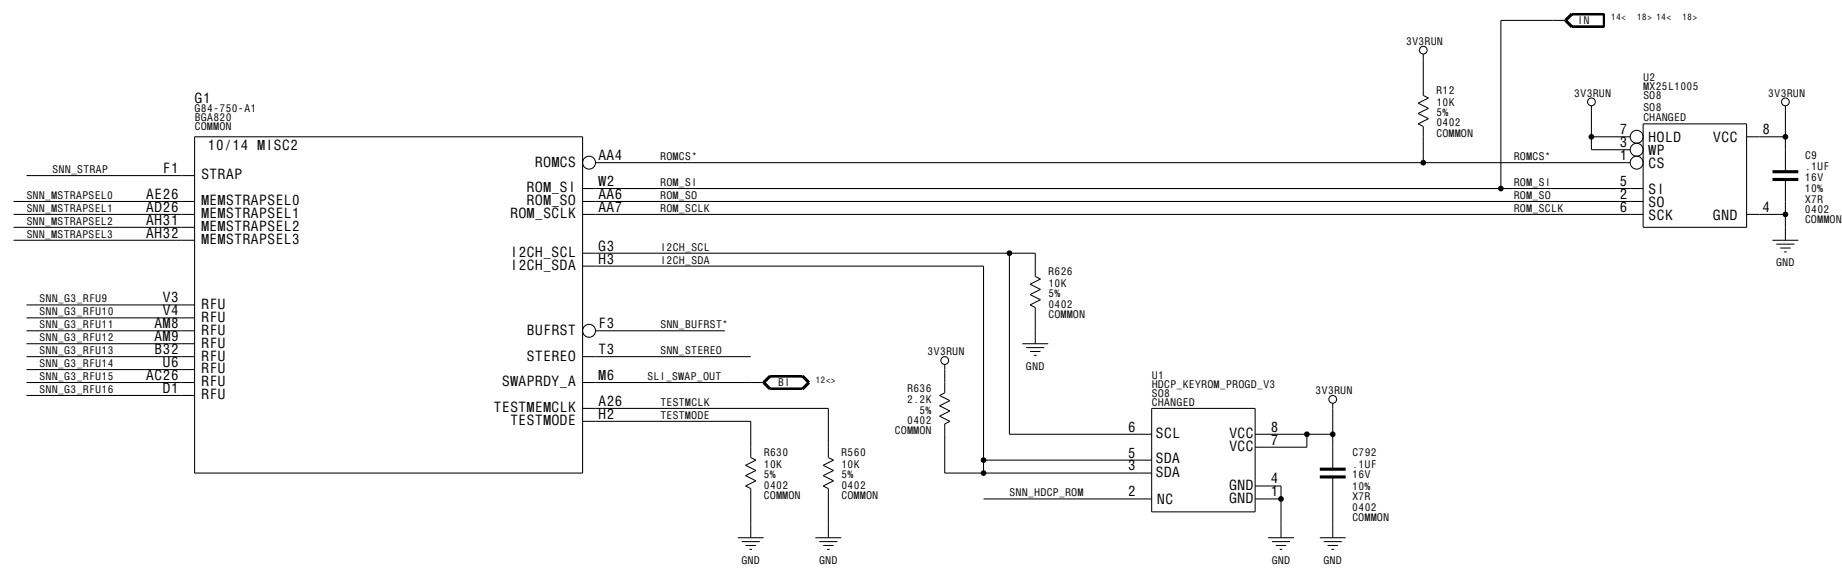 IN 14< 18> 14< 18>
3V3RUN
R12
10K
5%
0402
COMMON
U2
MX25L1005
SO8
SO8
CHANGED
3V3RUN
3V3RUN
7 HOLD VCC 8
3 WP
1 CS
5 SI
2 SO
6 SCK GND 4
C9
.1UF
16V
10%
X7R
0402
COMMON
GND
G1
G84-750-A1
BGA820
COMMON
10/14 MISC2
SNN_STRAP F1 STRAP
SNN_MSTRAPSEL0 AE26 MEMSTRAPSEL0
SNN_MSTRAPSEL1 AD26 MEMSTRAPSEL1
SNN_MSTRAPSEL2 AH31 MEMSTRAPSEL2
SNN_MSTRAPSEL3 AH32 MEMSTRAPSEL3
SNN_G3_RFU9 V3 RFU
SNN_G3_RFU10 V4 RFU
SNN_G3_RFU11 AM8 RFU
SNN_G3_RFU12 AM9 RFU
SNN_G3_RFU13 B32 RFU
SNN_G3_RFU14 U6 RFU
SNN_G3_RFU15 AC26 RFU
SNN_G3_RFU16 D1 RFU
ROMCS AA4 ROMCS* ROMCS*
ROM_SI W2 ROM_SI ROM_SI
ROM_SO AA6 ROM_SO ROM_SO
ROM_SCLK AA7 ROM_SCLK ROM_SCLK
I2CH_SCL G3 I2CH_SCL
I2CH_SDA H3 I2CH_SDA
BUFRST F3 SNN_BUFRST*
STEREO T3 SNN_STEREO
SWAPRDY_A M6 SLI_SWAP_OUT BI 12<>
TESTMEMCLK A26 TESTMCLK
TESTMODE H2 TESTMODE
R626
10K
5%
0402
COMMON
GND
3V3RUN
R636
2.2K
5%
0402
COMMON
R630
10K
5%
0402
COMMON
GND
R560
10K
5%
0402
COMMON
GND
U1
HDCP_KEYROM_PROGD_V3
SO8
CHANGED
3V3RUN
6 SCL VCC 8
VCC 7
5 SDA
3 SDA
GND 4
SNN_HDCP_ROM 2 NC GND 1
C792
.1UF
16V
10%
X7R
0402
COMMON
GND
GND